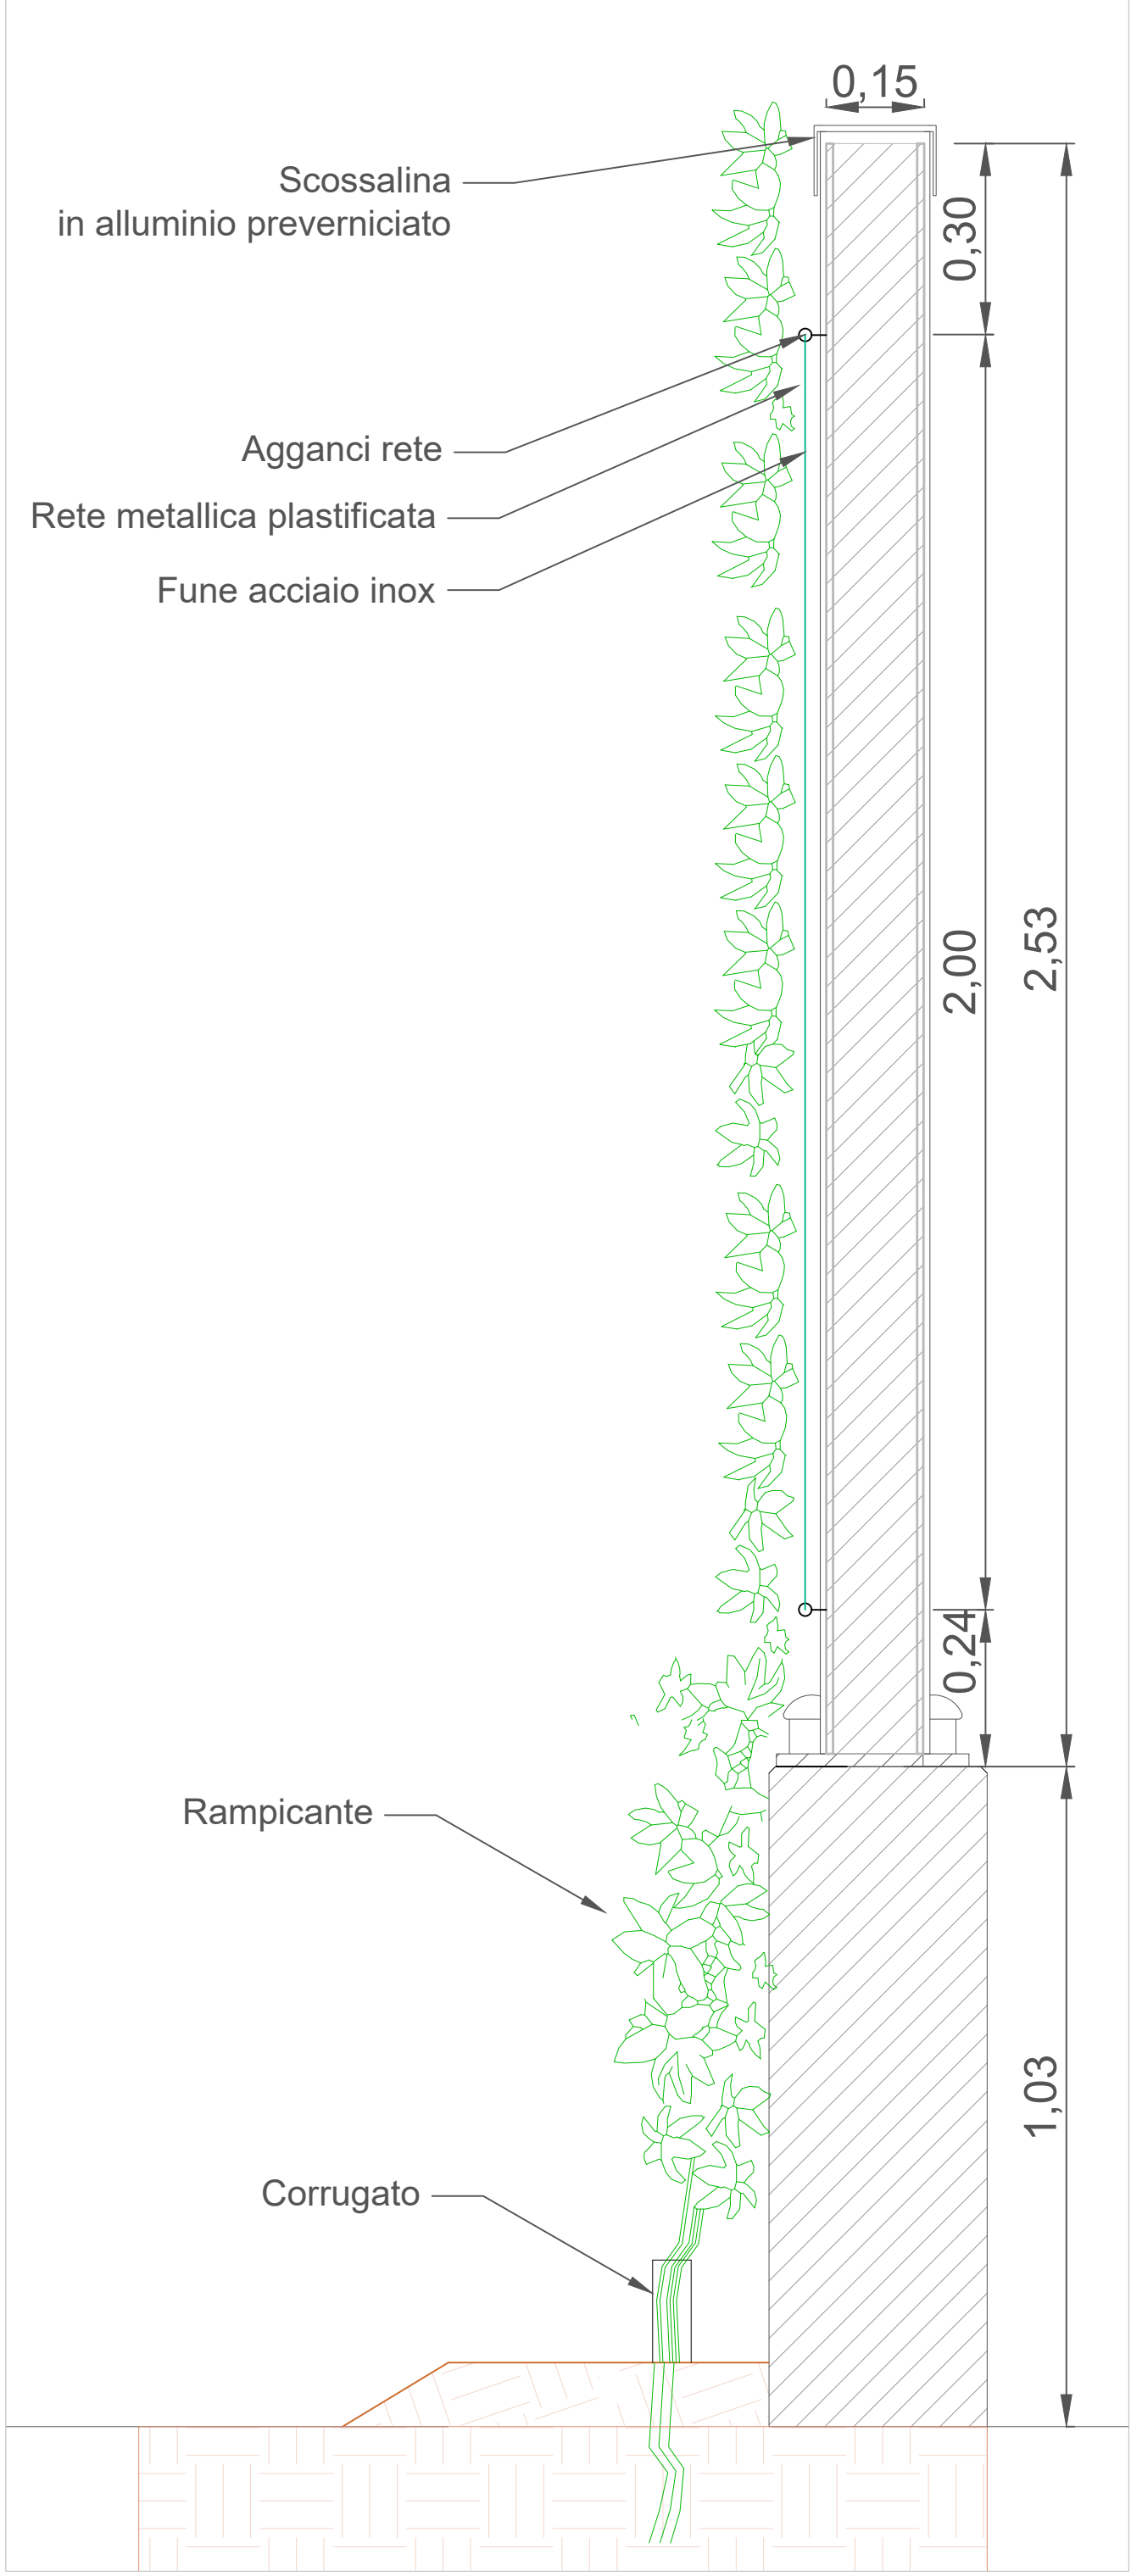 0,15
Scossalina
in alluminio preverniciato
0,30
Agganci rete
Rete metallica plastificata
Fune acciaio inox
2,00
2,53
0,24
Rampicante
1,03
Corrugato